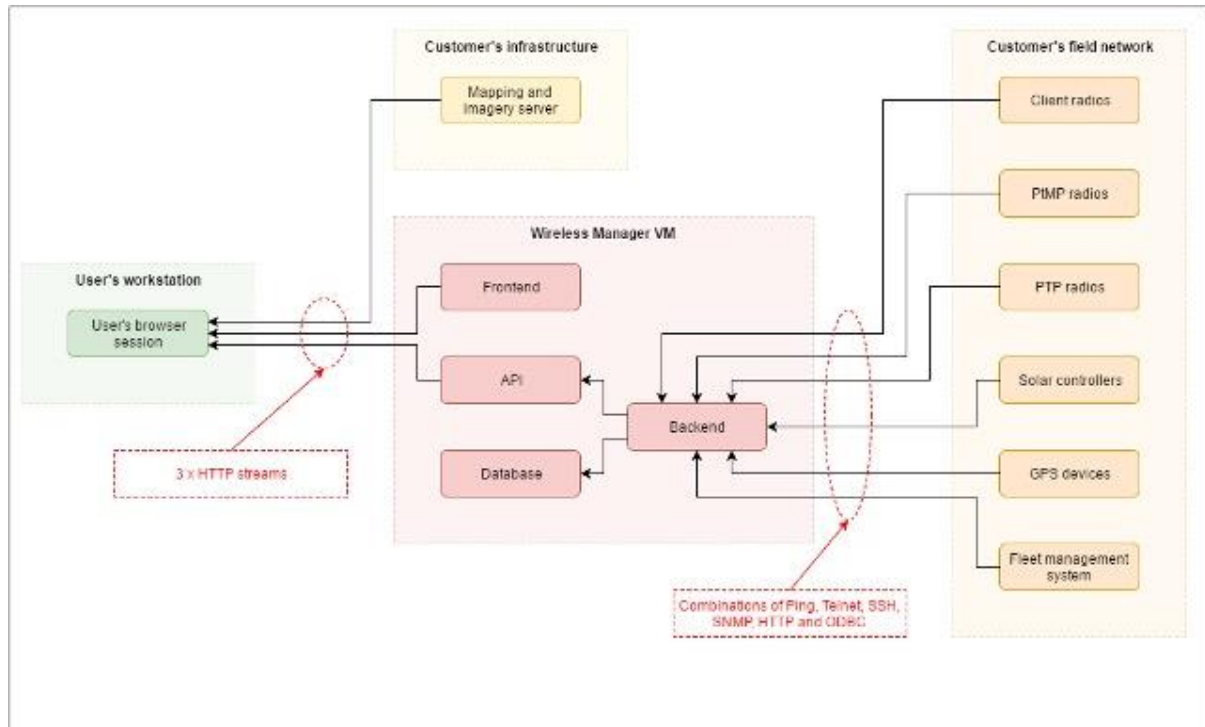 Customer's infrastructure
Mapping and
Imagery server
Customer's field network
Client radios
PtMP radios
PTP radios
Solar controllers
GPS devices
Fleet management
system
Wireless Manager VM
Frontend
API
Backend
Database
User's workstation
User's browser
session
3 x HTTP streams
Combinations of Ping, Telnet, SSH,
SNMP, HTTP and ODBC